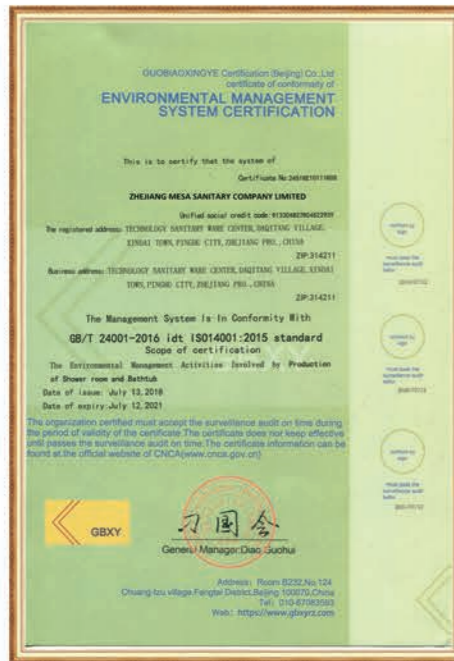 GUOBIAOXINGYE Certification (Beijing) Co.,Ltd
certificate of conformity of
ENVIRONMENTAL MANAGEMENT
SYSTEM CERTIFICATION
This is to certify that the system of
Certificate No:
ZHEJIANG MESA SANITARY COMPANY LIMITED
Unified social credit code:
The registered address: TECHNOLOGY SANITARY WARE CENTER, DAQITANG VILLAGE,
XINDAI TOWN, PINGHU CITY, ZHEJIANG PRO., CHINA
ZIP:314211
Business address: TECHNOLOGY SANITARY WARE CENTER, DAQITANG VILLAGE, XINDAI
TOWN, PINGHU CITY, ZHEJIANG PRO., CHINA
ZIP:314211
The Management System Is In Conformity With
GB/T 24001-2016 idt ISO14001:2015 standard
Scope of certification
The Environmental Management Activities Involved by Production
of Shower room and Bathtub
Date of issue: July 13, 2018
Date of expiry: July 12, 2021
The organization certified must accept the surveillance audit on time during
the period of validity of the certificate. The certificate does not keep effective
until passes the surveillance audit on time. The certificate information can be
found at the official website of CNCA(www.cnca.gov.cn)
GBXY
刁国会
General Manager:Diao Guohui
Address: Room B232,No.124
Chuang tzu village,Fengtai District,Beijing 100070,China
Tel: 010-67083593
Web: https://www.gbxyrz.com